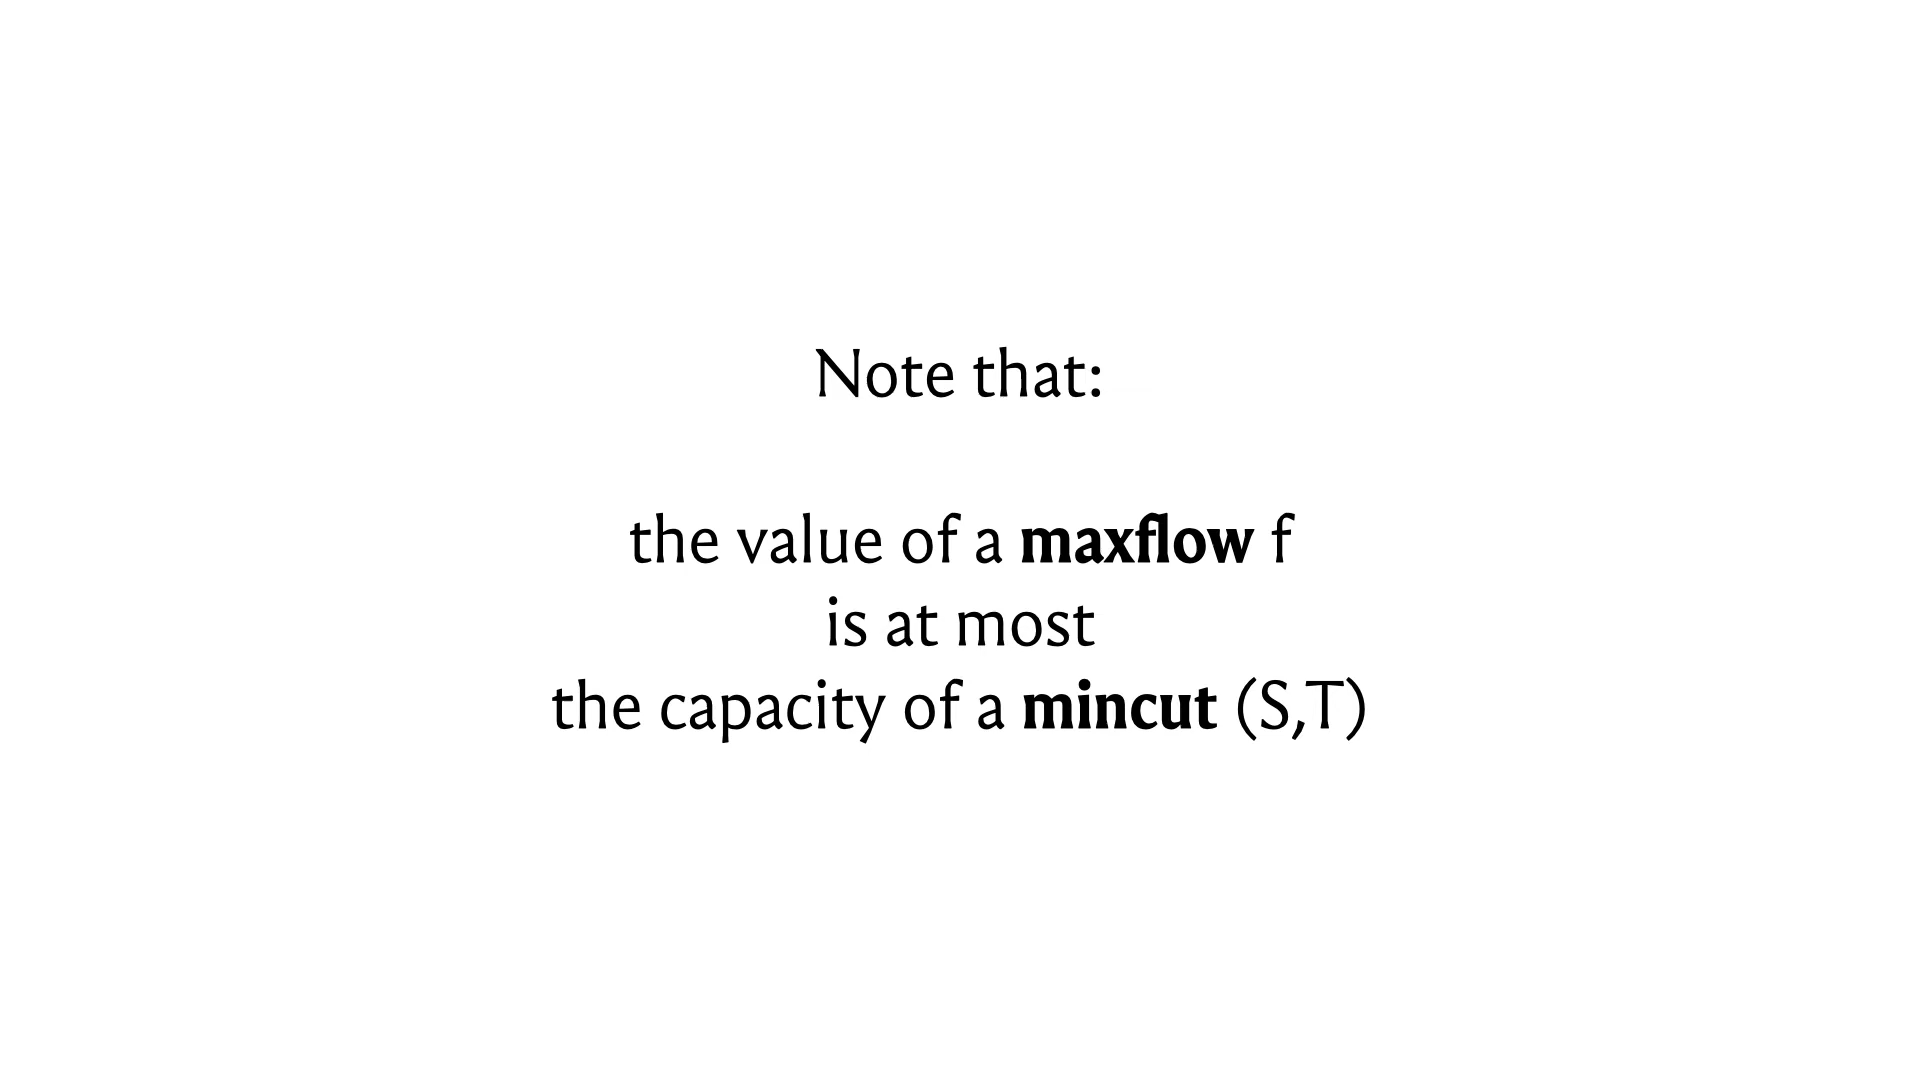 Note that:
the value of a maxflow f
is at most
the capacity of a mincut (S,T)